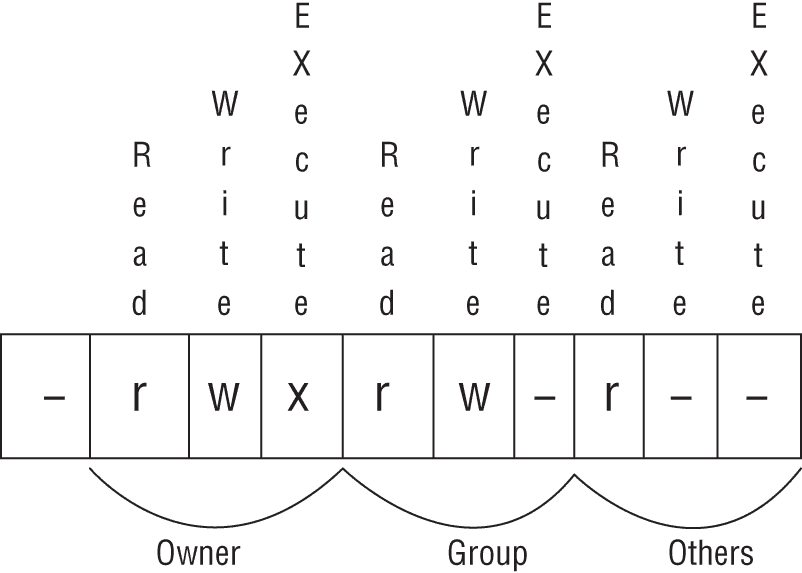 Read
Write
EXecute
Read
Write
EXecute
Read
Write
EXecute
– r w x r w – r – –
Owner Group Others